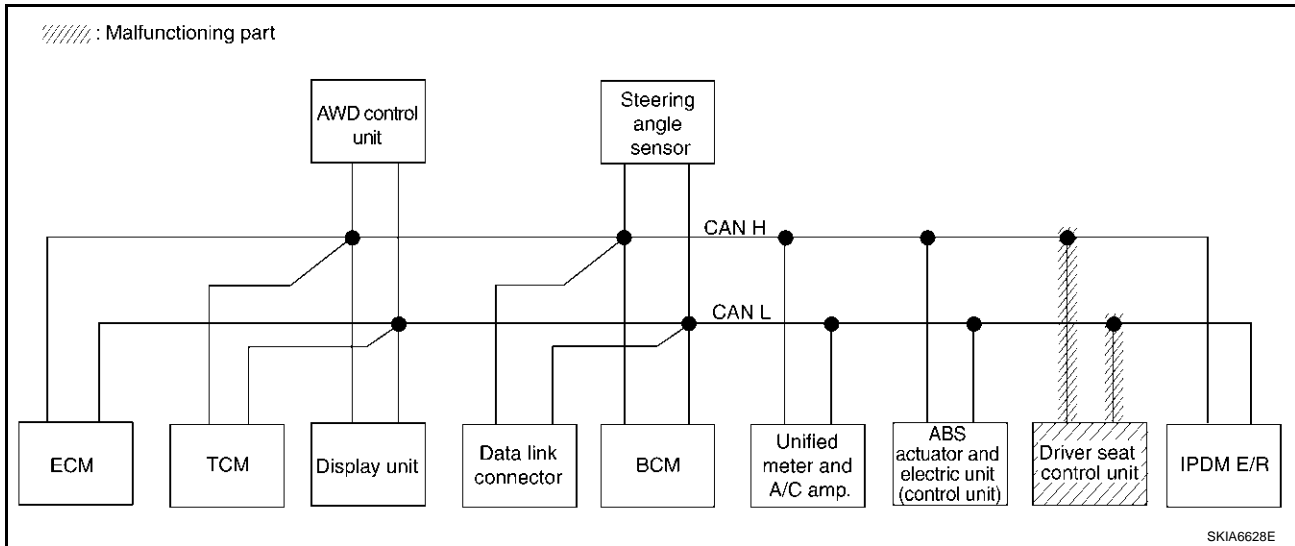 : Malfunctioning part
AWD control
unit
Steering
angle
sensor
CAN H
CAN L
ECM
TCM
Display unit
Data link
connector
BCM
Unified
meter and
A/C amp.
ABS
actuator and
electric unit
(control unit)
Driver seat
control unit
IPDM E/R
SKIA6628E